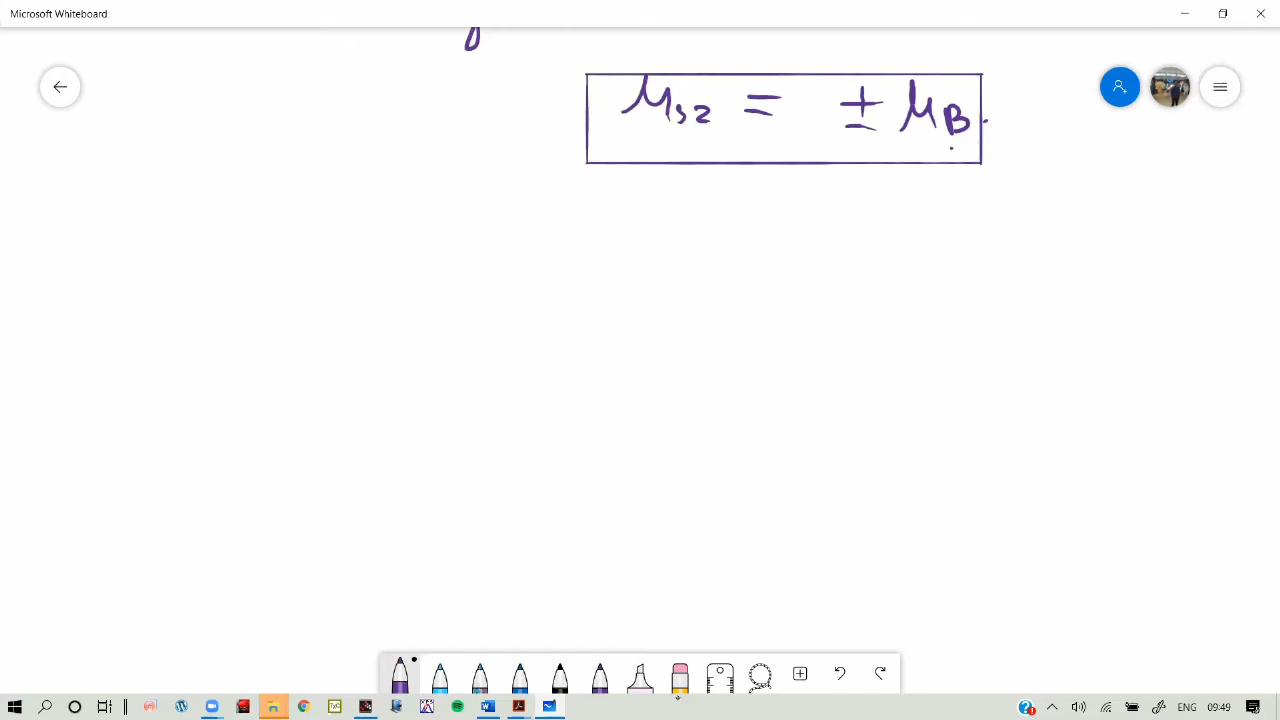 Microsoft Whiteboard
μsz = ± μB.
ENG 09:49